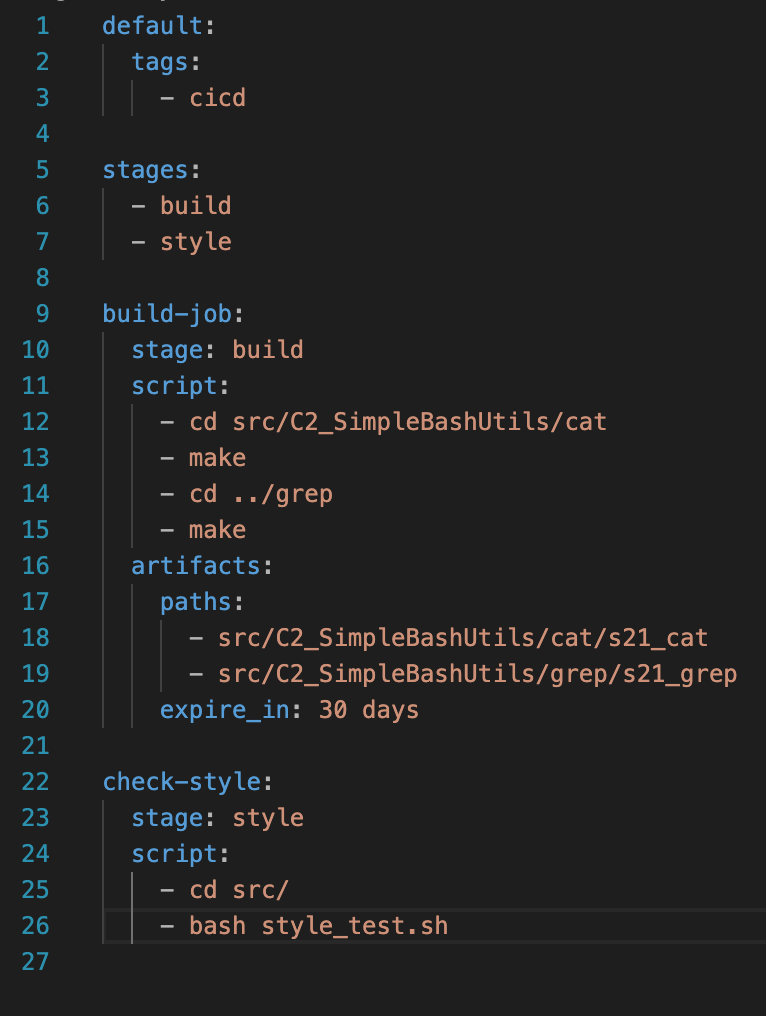 1 default:
2   tags:
3     - cicd
4
5 stages:
6   - build
7   - style
8
9 build-job:
10   stage: build
11   script:
12     - cd src/C2_SimpleBashUtils/cat
13     - make
14     - cd ../grep
15     - make
16   artifacts:
17     paths:
18       - src/C2_SimpleBashUtils/cat/s21_cat
19       - src/C2_SimpleBashUtils/grep/s21_grep
20     expire_in: 30 days
21
22 check-style:
23   stage: style
24   script:
25     - cd src/
26     - bash style_test.sh
27